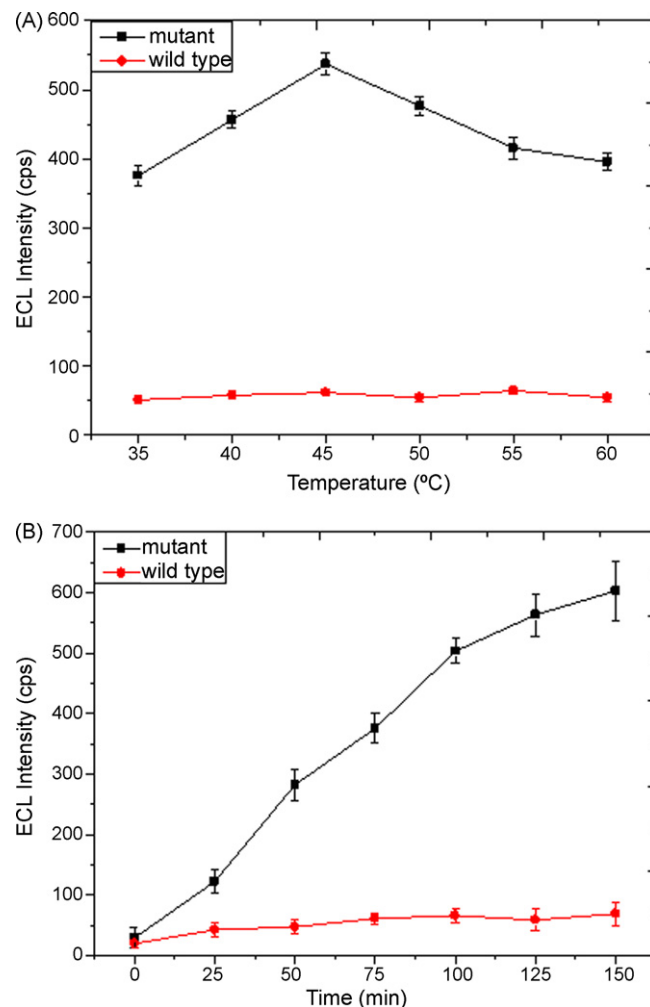 (A)
mutant
wild type
ECL Intensity (cps)
600
500
400
300
200
100
0
35 40 45 50 55 60
Temperature (ºC)
(B)
mutant
wild type
ECL Intensity (cps)
700
600
500
400
300
200
100
0
0 25 50 75 100 125 150
Time (min)